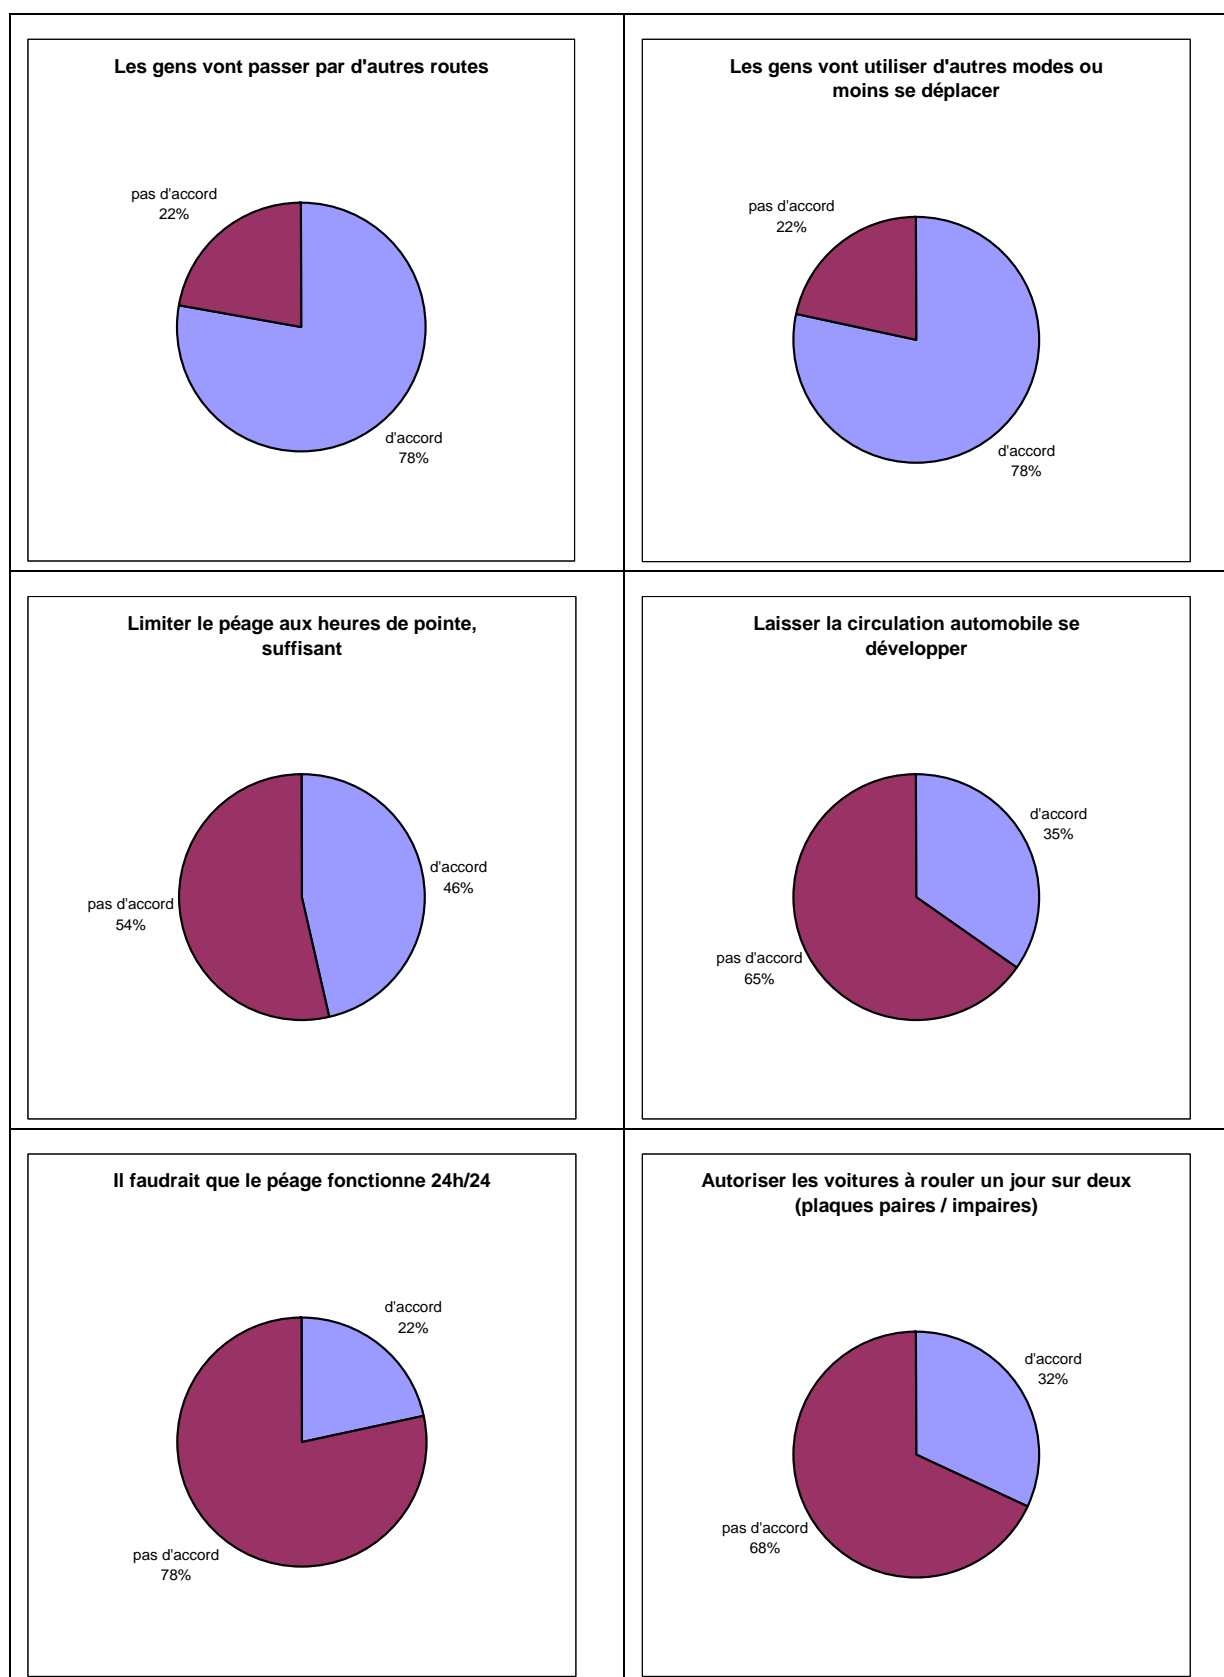 Les gens vont passer par d'autres routes
pas d'accord
22%
d'accord
78%
Les gens vont utiliser d'autres modes ou
moins se déplacer
pas d'accord
22%
d'accord
78%
Limiter le péage aux heures de pointe,
suffisant
d'accord
46%
pas d'accord
54%
Laisser la circulation automobile se
développer
d'accord
35%
pas d'accord
65%
Il faudrait que le péage fonctionne 24h/24
d'accord
22%
pas d'accord
78%
Autoriser les voitures à rouler un jour sur deux
(plaques paires / impaires)
d'accord
32%
pas d'accord
68%